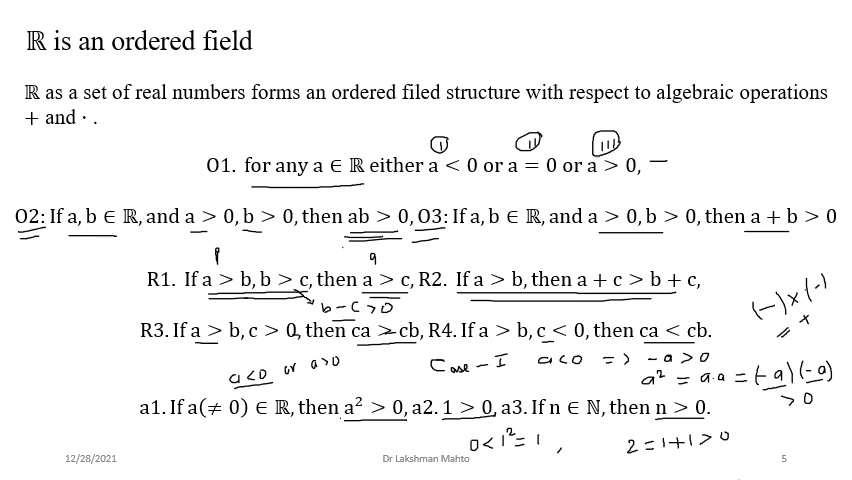 ℝ is an ordered field
ℝ as a set of real numbers forms an ordered filed structure with respect to algebraic operations
+ and · .
I II III
O1. for any a ∈ ℝ either a < 0 or a = 0 or a > 0, —
O2: If a, b ∈ ℝ, and a > 0, b > 0, then ab > 0, O3: If a, b ∈ ℝ, and a > 0, b > 0, then a + b > 0
p q
R1. If a > b, b > c, then a > c, R2. If a > b, then a + c > b + c,
b - c > 0
(-) x (-)
= +
R3. If a > b, c > 0, then ca > cb, R4. If a > b, c < 0, then ca < cb.
a < 0 or a > 0 Case - I a < 0 => -a > 0
a² = a.a = (-a)(-a)
> 0
a1. If a(≠ 0) ∈ ℝ, then a² > 0, a2. 1 > 0, a3. If n ∈ ℕ, then n > 0.
0 < 1² = 1 , 2 = 1+1 > 0
12/28/2021 Dr Lakshman Mahto 5